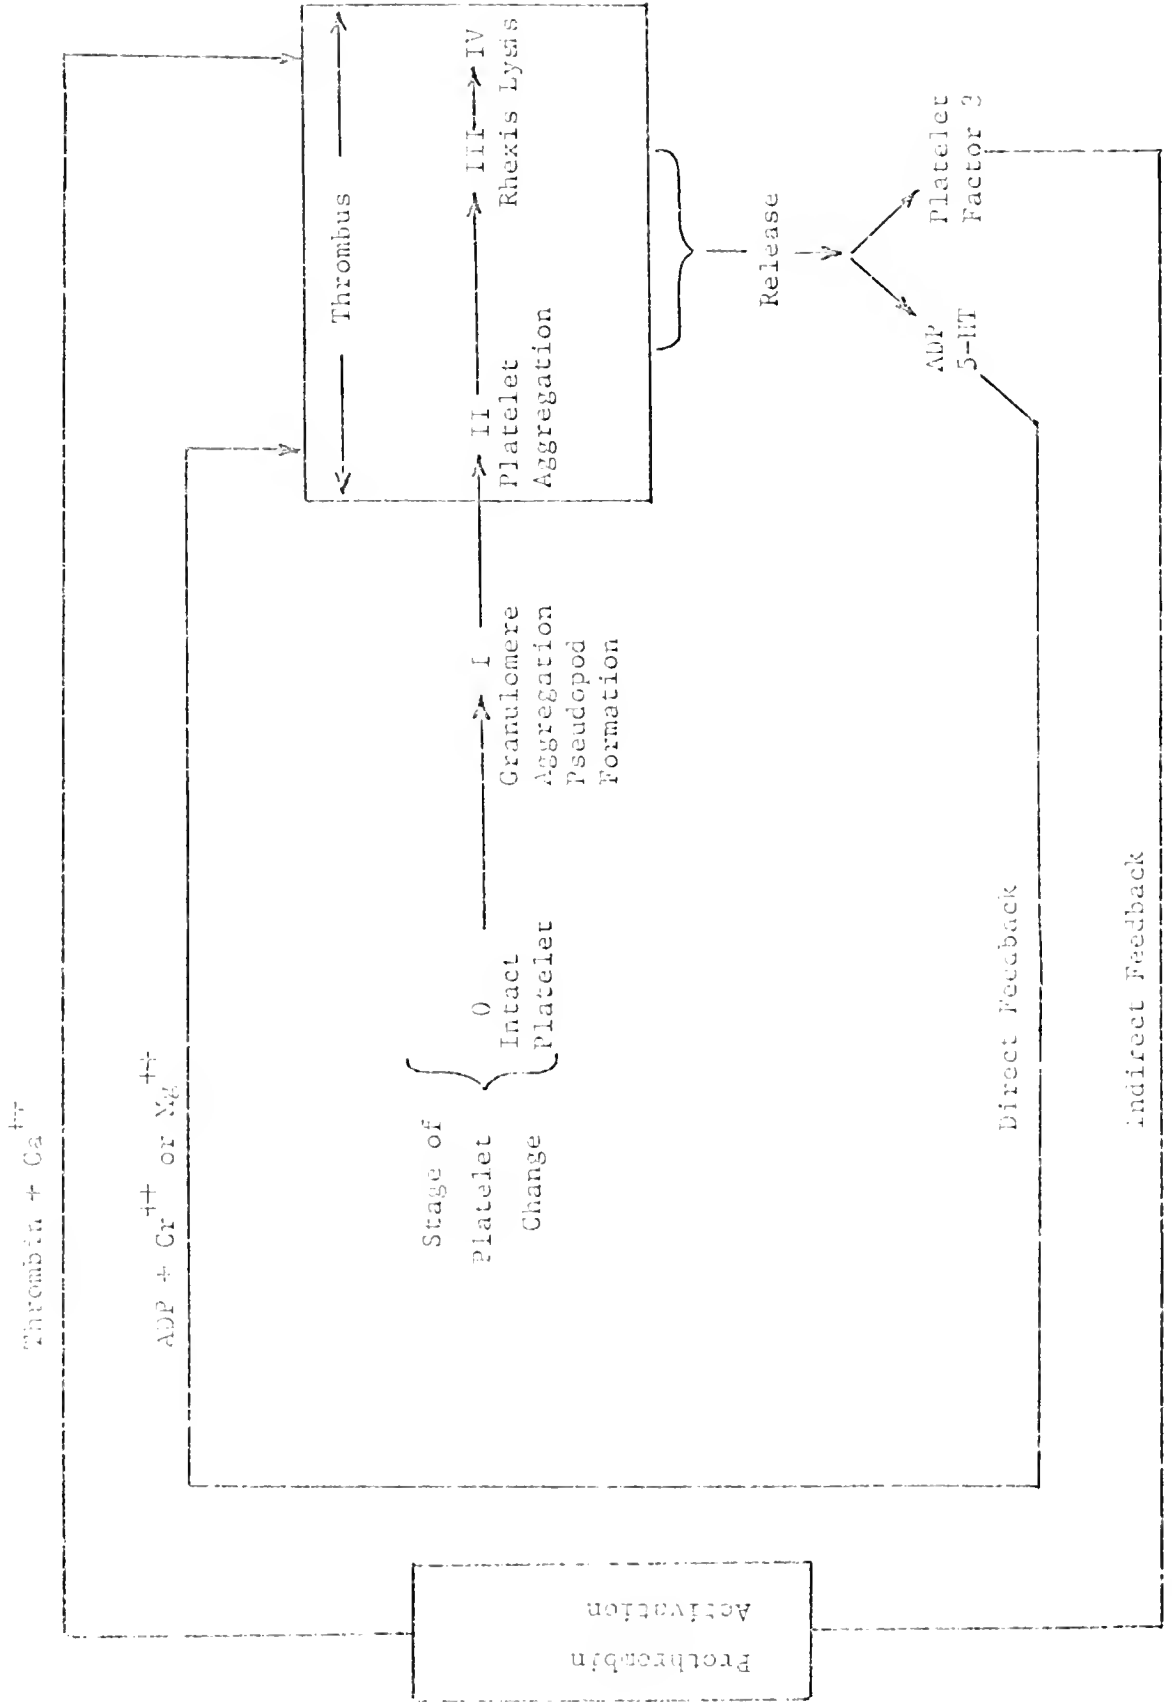 Thrombin + Ca++
ADP + Cr++ or Mg++
Thrombus
Stage of
Platelet
Change
0
Intact
Platelet
I
Granulomere
Aggregation
Pseudopod
Formation
II
Platelet
Aggregation
III
Rhexis
IV
Lysis
Release
ADP
5-HT
Platelet
Factor 3
Direct Feedback
Indirect Feedback
Prothrombin
Activation